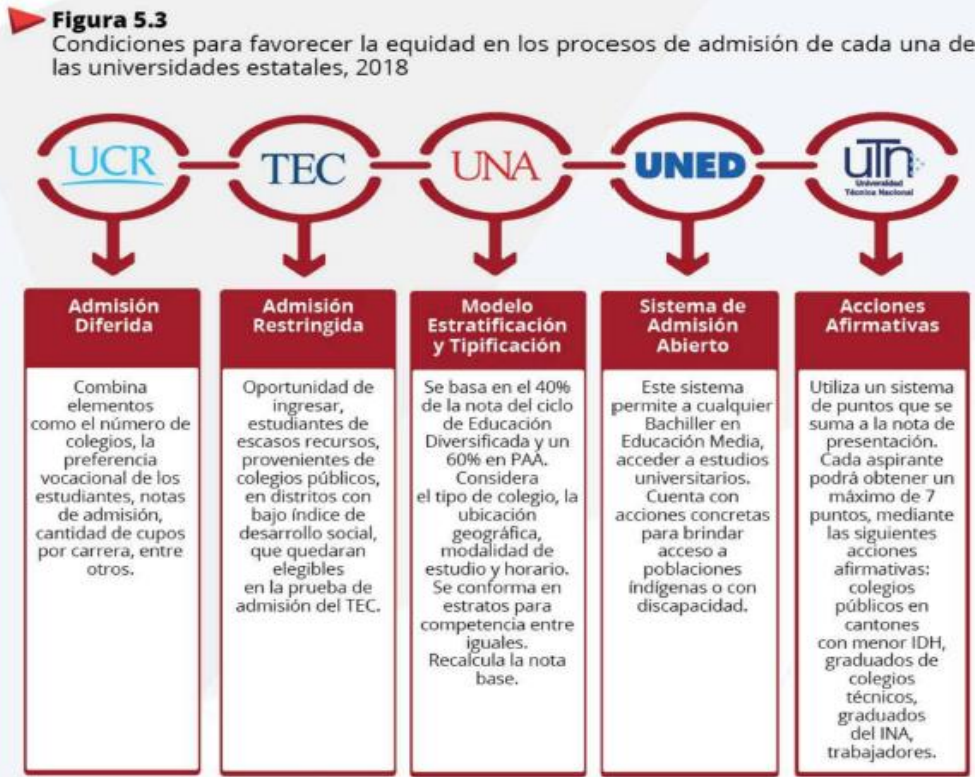 Figura 5.3
Condiciones para favorecer la equidad en los procesos de admisión de cada una de
las universidades estatales, 2018
UCR
TEC
UNA
UNED
UTn
Universidad
Técnica Nacional
Admisión
Diferida
Combina
elementos
como el número de
colegios, la
preferencia
vocacional de los
estudiantes, notas
de admisión,
cantidad de cupos
por carrera, entre
otros.
Admisión
Restringida
Oportunidad de
ingresar,
estudiantes de
escasos recursos,
provenientes de
colegios públicos,
en distritos con
bajo índice de
desarrollo social,
que quedaran
elegibles
en la prueba de
admisión del TEC.
Modelo
Estratificación
y Tipificación
Se basa en el 40%
de la nota del ciclo
de Educación
Diversificada y un
60% en PAA.
Considera
el tipo de colegio, la
ubicación
geográfica,
modalidad de
estudio y horario.
Se conforma en
estratos para
competencia entre
iguales.
Recalcula la nota
base.
Sistema de
Admisión
Abierto
Este sistema
permite a cualquier
Bachiller en
Educación Media,
acceder a estudios
universitarios.
Cuenta con
acciones concretas
para brindar
acceso a
poblaciones
indígenas o con
discapacidad.
Acciones
Afirmativas
Utiliza un sistema
de puntos que se
suma a la nota de
presentación.
Cada aspirante
podrá obtener un
máximo de 7
puntos, mediante
las siguientes
acciones
afirmativas:
colegios
públicos en
cantones
con menor IDH,
graduados de
colegios
técnicos,
graduados
del INA,
trabajadores.